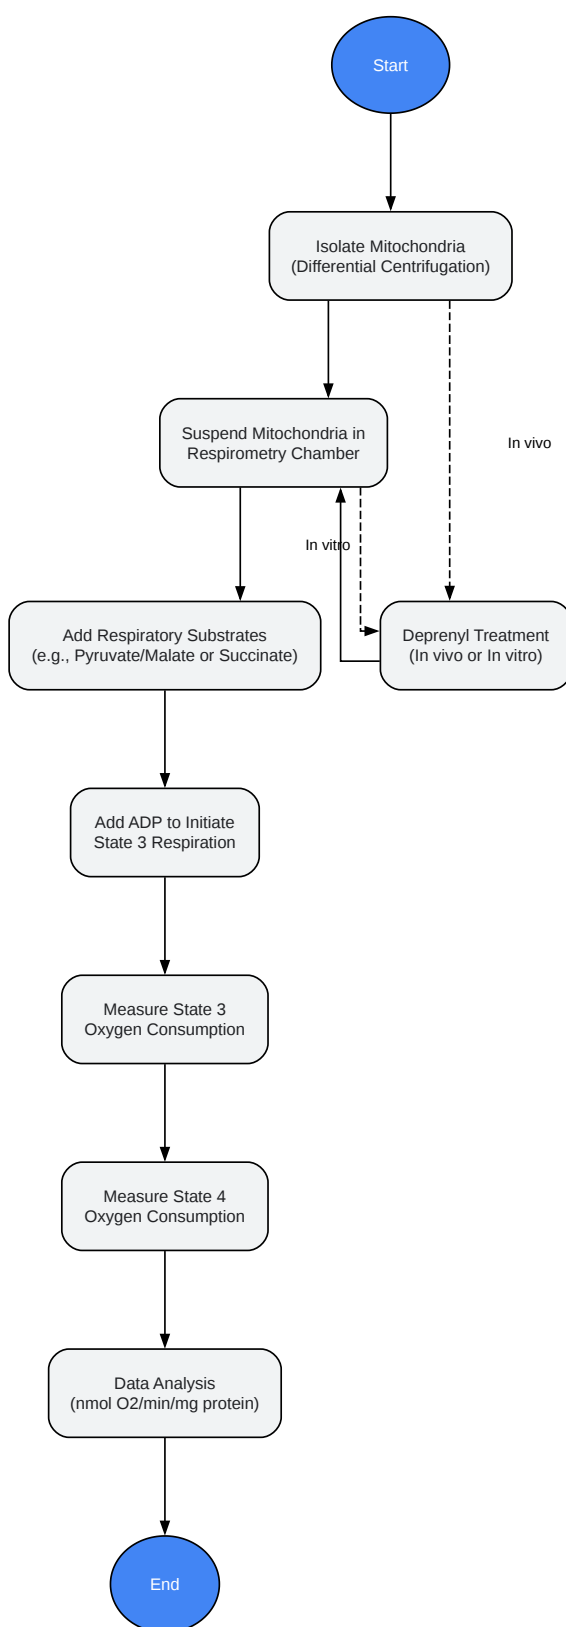 Start
Isolate Mitochondria
(Differential Centrifugation)
Suspend Mitochondria in
Respirometry Chamber
In vivo
In vitro
Add Respiratory Substrates
(e.g., Pyruvate/Malate or Succinate)
Deprenyl Treatment
(In vivo or In vitro)
Add ADP to Initiate
State 3 Respiration
Measure State 3
Oxygen Consumption
Measure State 4
Oxygen Consumption
Data Analysis
(nmol O2/min/mg protein)
End